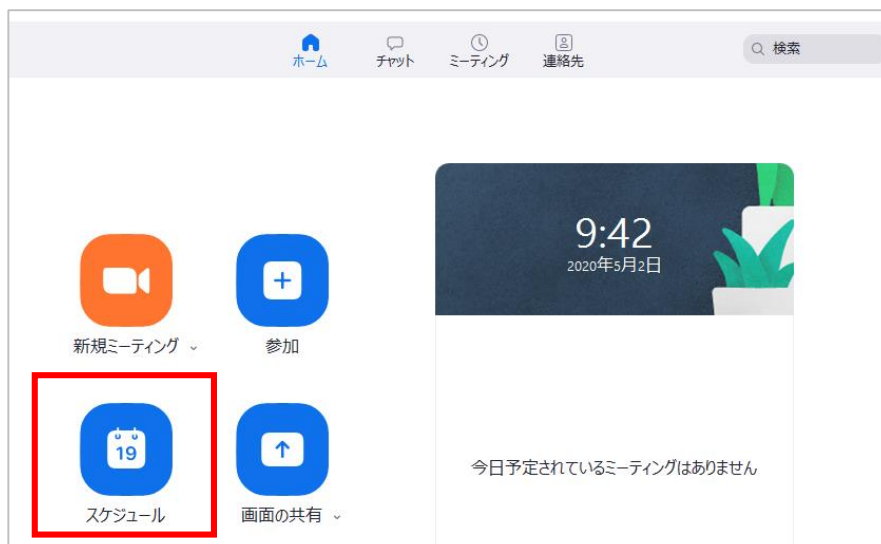 ホーム
チャット
ミーティング
連絡先
検索
9:42
2020年5月2日
新規ミーティング
参加
19
スケジュール
画面の共有
今日予定されているミーティングはありません